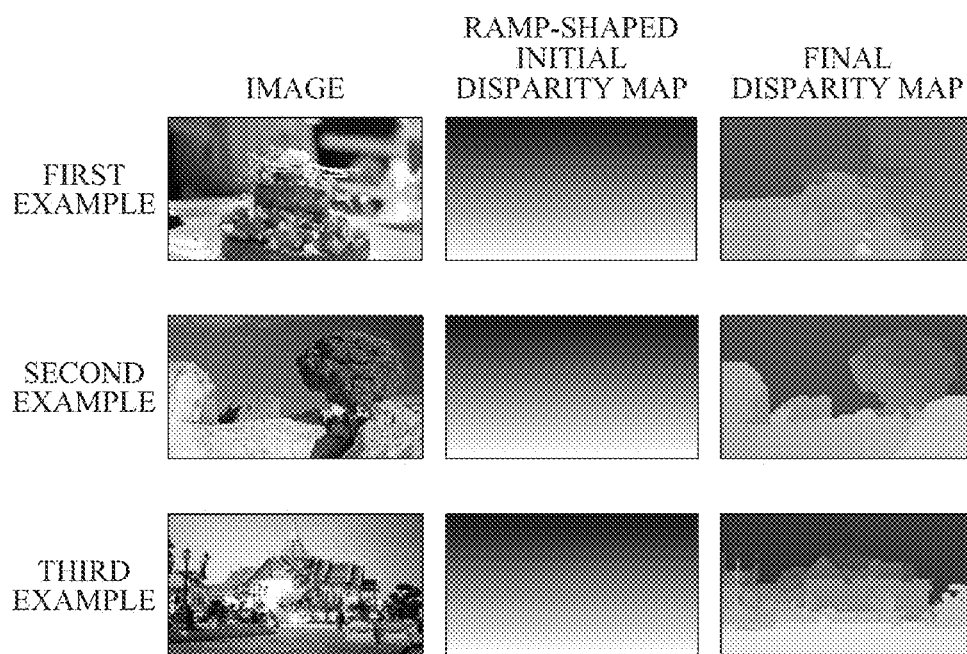 RAMP-SHAPED
INITIAL
DISPARITY MAP
IMAGE
FINAL
DISPARITY MAP
FIRST
EXAMPLE
SECOND
EXAMPLE
THIRD
EXAMPLE